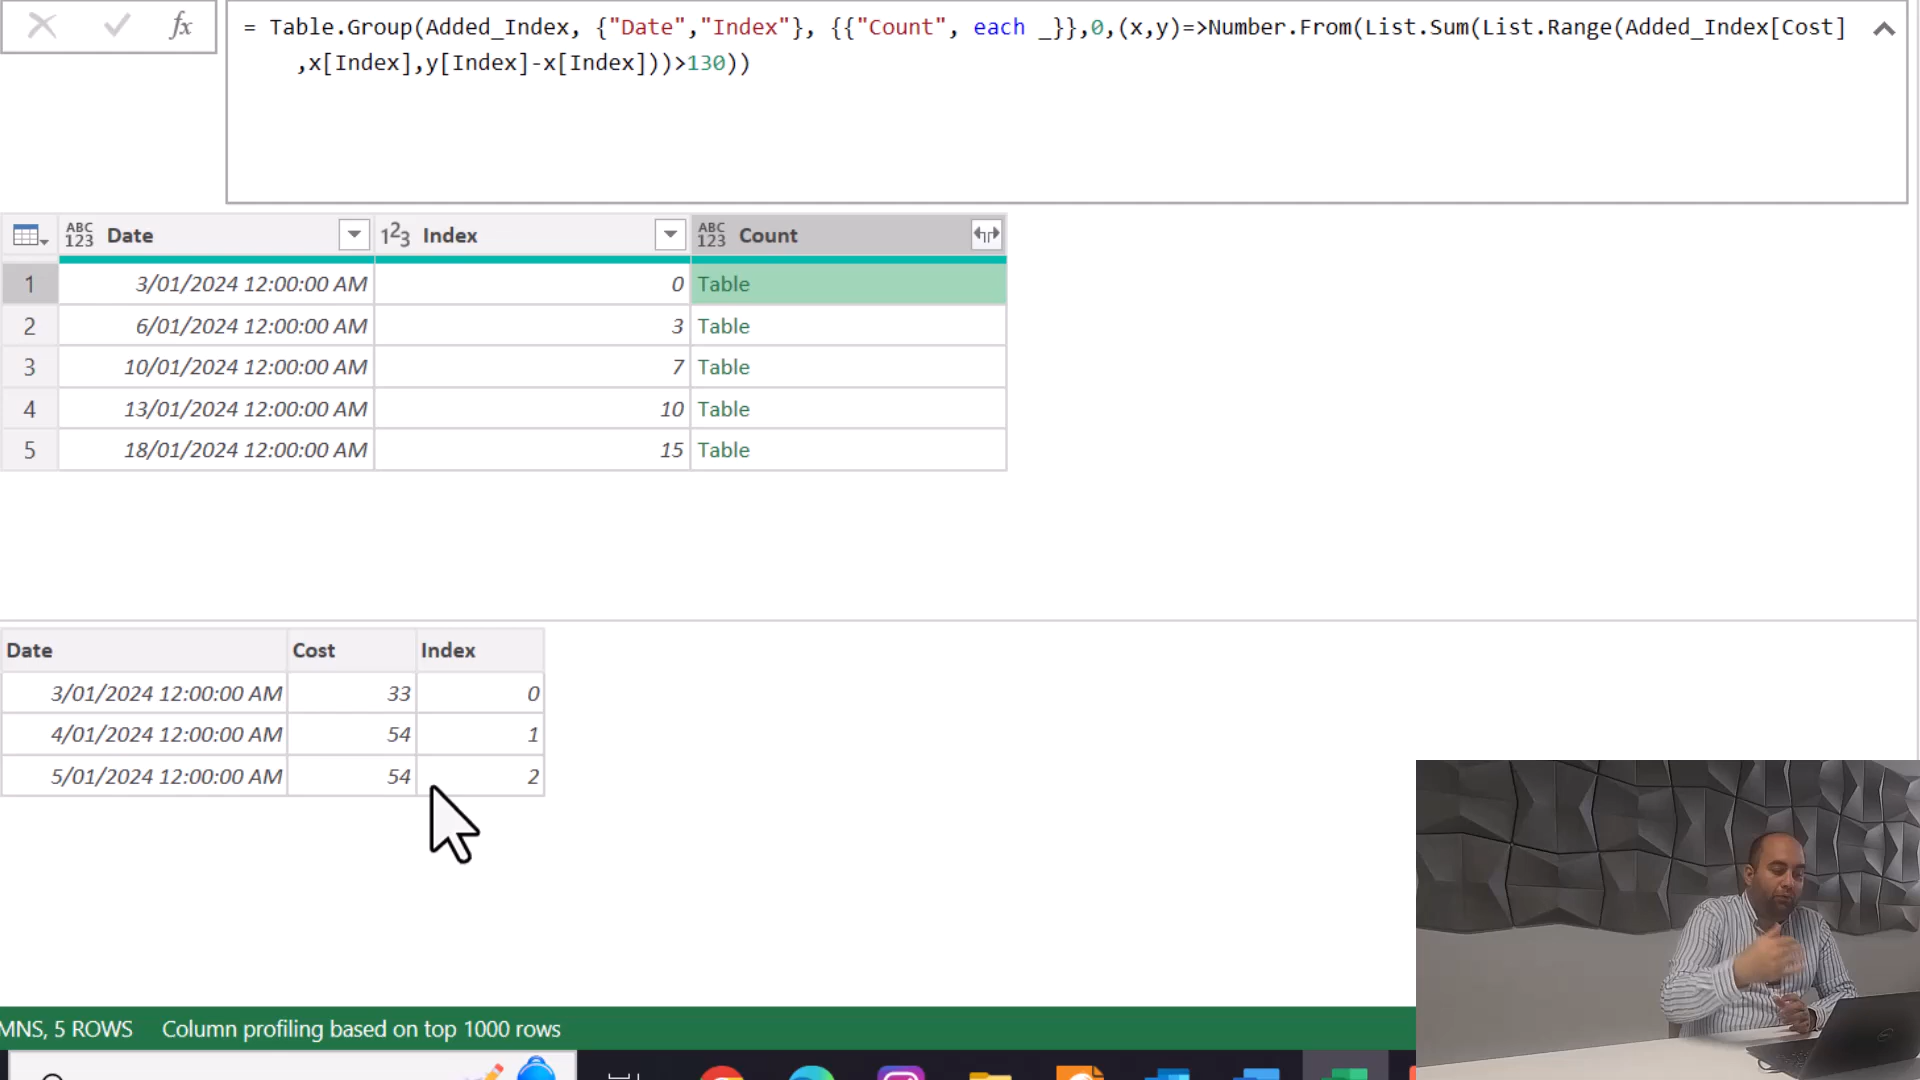 = Table.Group(Added_Index, {"Date","Index"}, {{"Count", each _}},0,(x,y)=>Number.From(List.Sum(List.Range(Added_Index[Cost]
,x[Index],y[Index]-x[Index]))>130))
ABC 123 Date 123 Index ABC 123 Count
1 3/01/2024 12:00:00 AM 0 Table
2 6/01/2024 12:00:00 AM 3 Table
3 10/01/2024 12:00:00 AM 7 Table
4 13/01/2024 12:00:00 AM 10 Table
5 18/01/2024 12:00:00 AM 15 Table
Date Cost Index
3/01/2024 12:00:00 AM 33 0
4/01/2024 12:00:00 AM 54 1
5/01/2024 12:00:00 AM 54 2
MNS, 5 ROWS Column profiling based on top 1000 rows